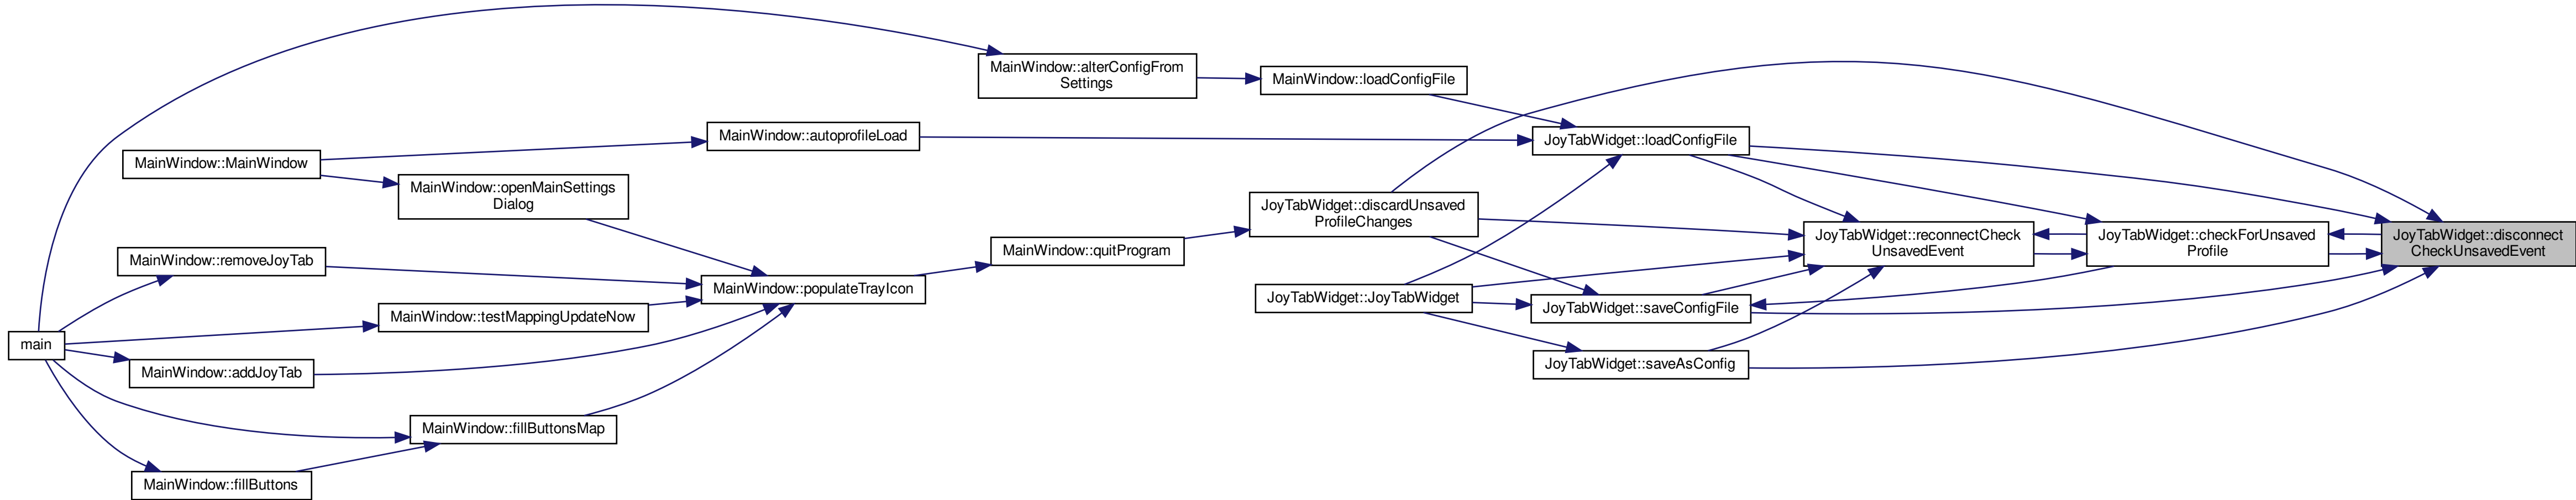 MainWindow::alterConfigFrom
Settings
MainWindow::loadConfigFile
MainWindow::autoprofileLoad
JoyTabWidget::loadConfigFile
MainWindow::MainWindow
MainWindow::openMainSettings
Dialog
JoyTabWidget::discardUnsaved
ProfileChanges
JoyTabWidget::reconnectCheck
UnsavedEvent
JoyTabWidget::checkForUnsaved
Profile
JoyTabWidget::disconnect
CheckUnsavedEvent
MainWindow::quitProgram
MainWindow::removeJoyTab
MainWindow::populateTrayIcon
JoyTabWidget::JoyTabWidget
JoyTabWidget::saveConfigFile
MainWindow::testMappingUpdateNow
main
JoyTabWidget::saveAsConfig
MainWindow::addJoyTab
MainWindow::fillButtonsMap
MainWindow::fillButtons